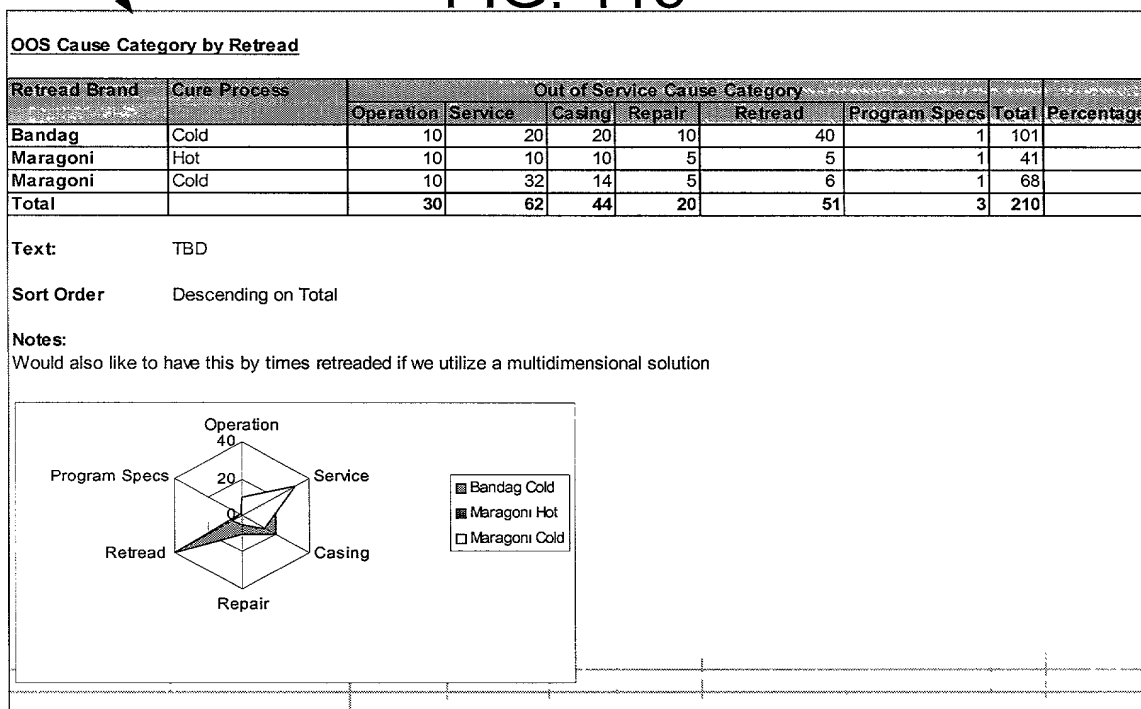 OOS Cause Category by Retread
Retread Brand Cure Process Out of Service Cause Category
Operation Service Casing Repair Retread Program Specs Total Percentage
Bandag Cold 10 20 20 10 40 1 101
Maragoni Hot 10 10 10 5 5 1 41
Maragoni Cold 10 32 14 5 6 1 68
Total 30 62 44 20 51 3 210
Text: TBD
Sort Order Descending on Total
Notes:
Would also like to have this by times retreaded if we utilize a multidimensional solution
Operation
40
Program Specs 20 Service
0
Retread Casing
Repair
Bandag Cold
Maragoni Hot
Maragoni Cold